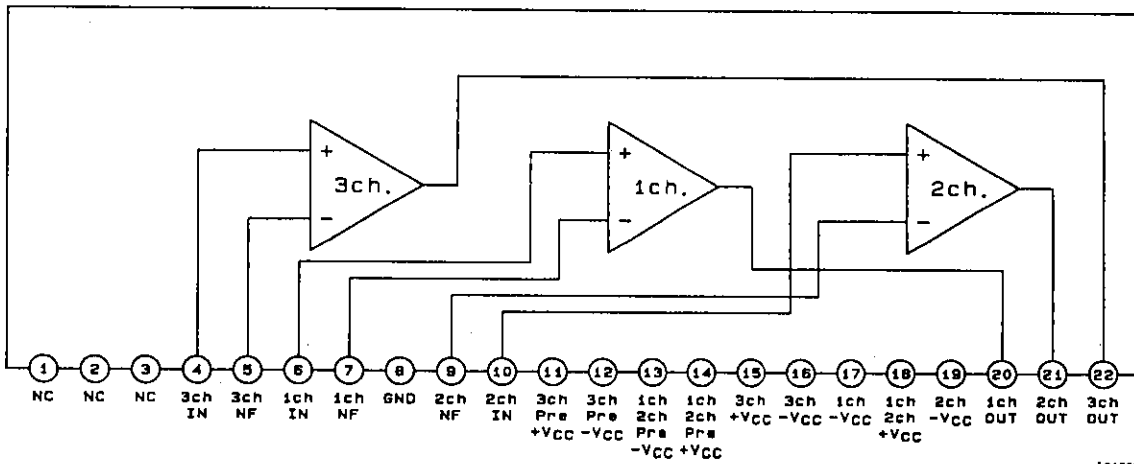 +
−
3ch.
+
−
1ch.
+
−
2ch.
1 2 3 4 5 6 7 8 9 10 11 12 13 14 15 16 17 18 19 20 21 22
NC
NC
NC
3ch
IN
3ch
NF
1ch
IN
1ch
NF
GND
2ch
NF
2ch
IN
3ch
Pre
+VCC
3ch
Pre
-VCC
1ch
2ch
Pre
-VCC
1ch
2ch
Pre
+VCC
3ch
+VCC
3ch
-VCC
1ch
-VCC
1ch
2ch
+VCC
2ch
-VCC
1ch
OUT
2ch
OUT
3ch
OUT